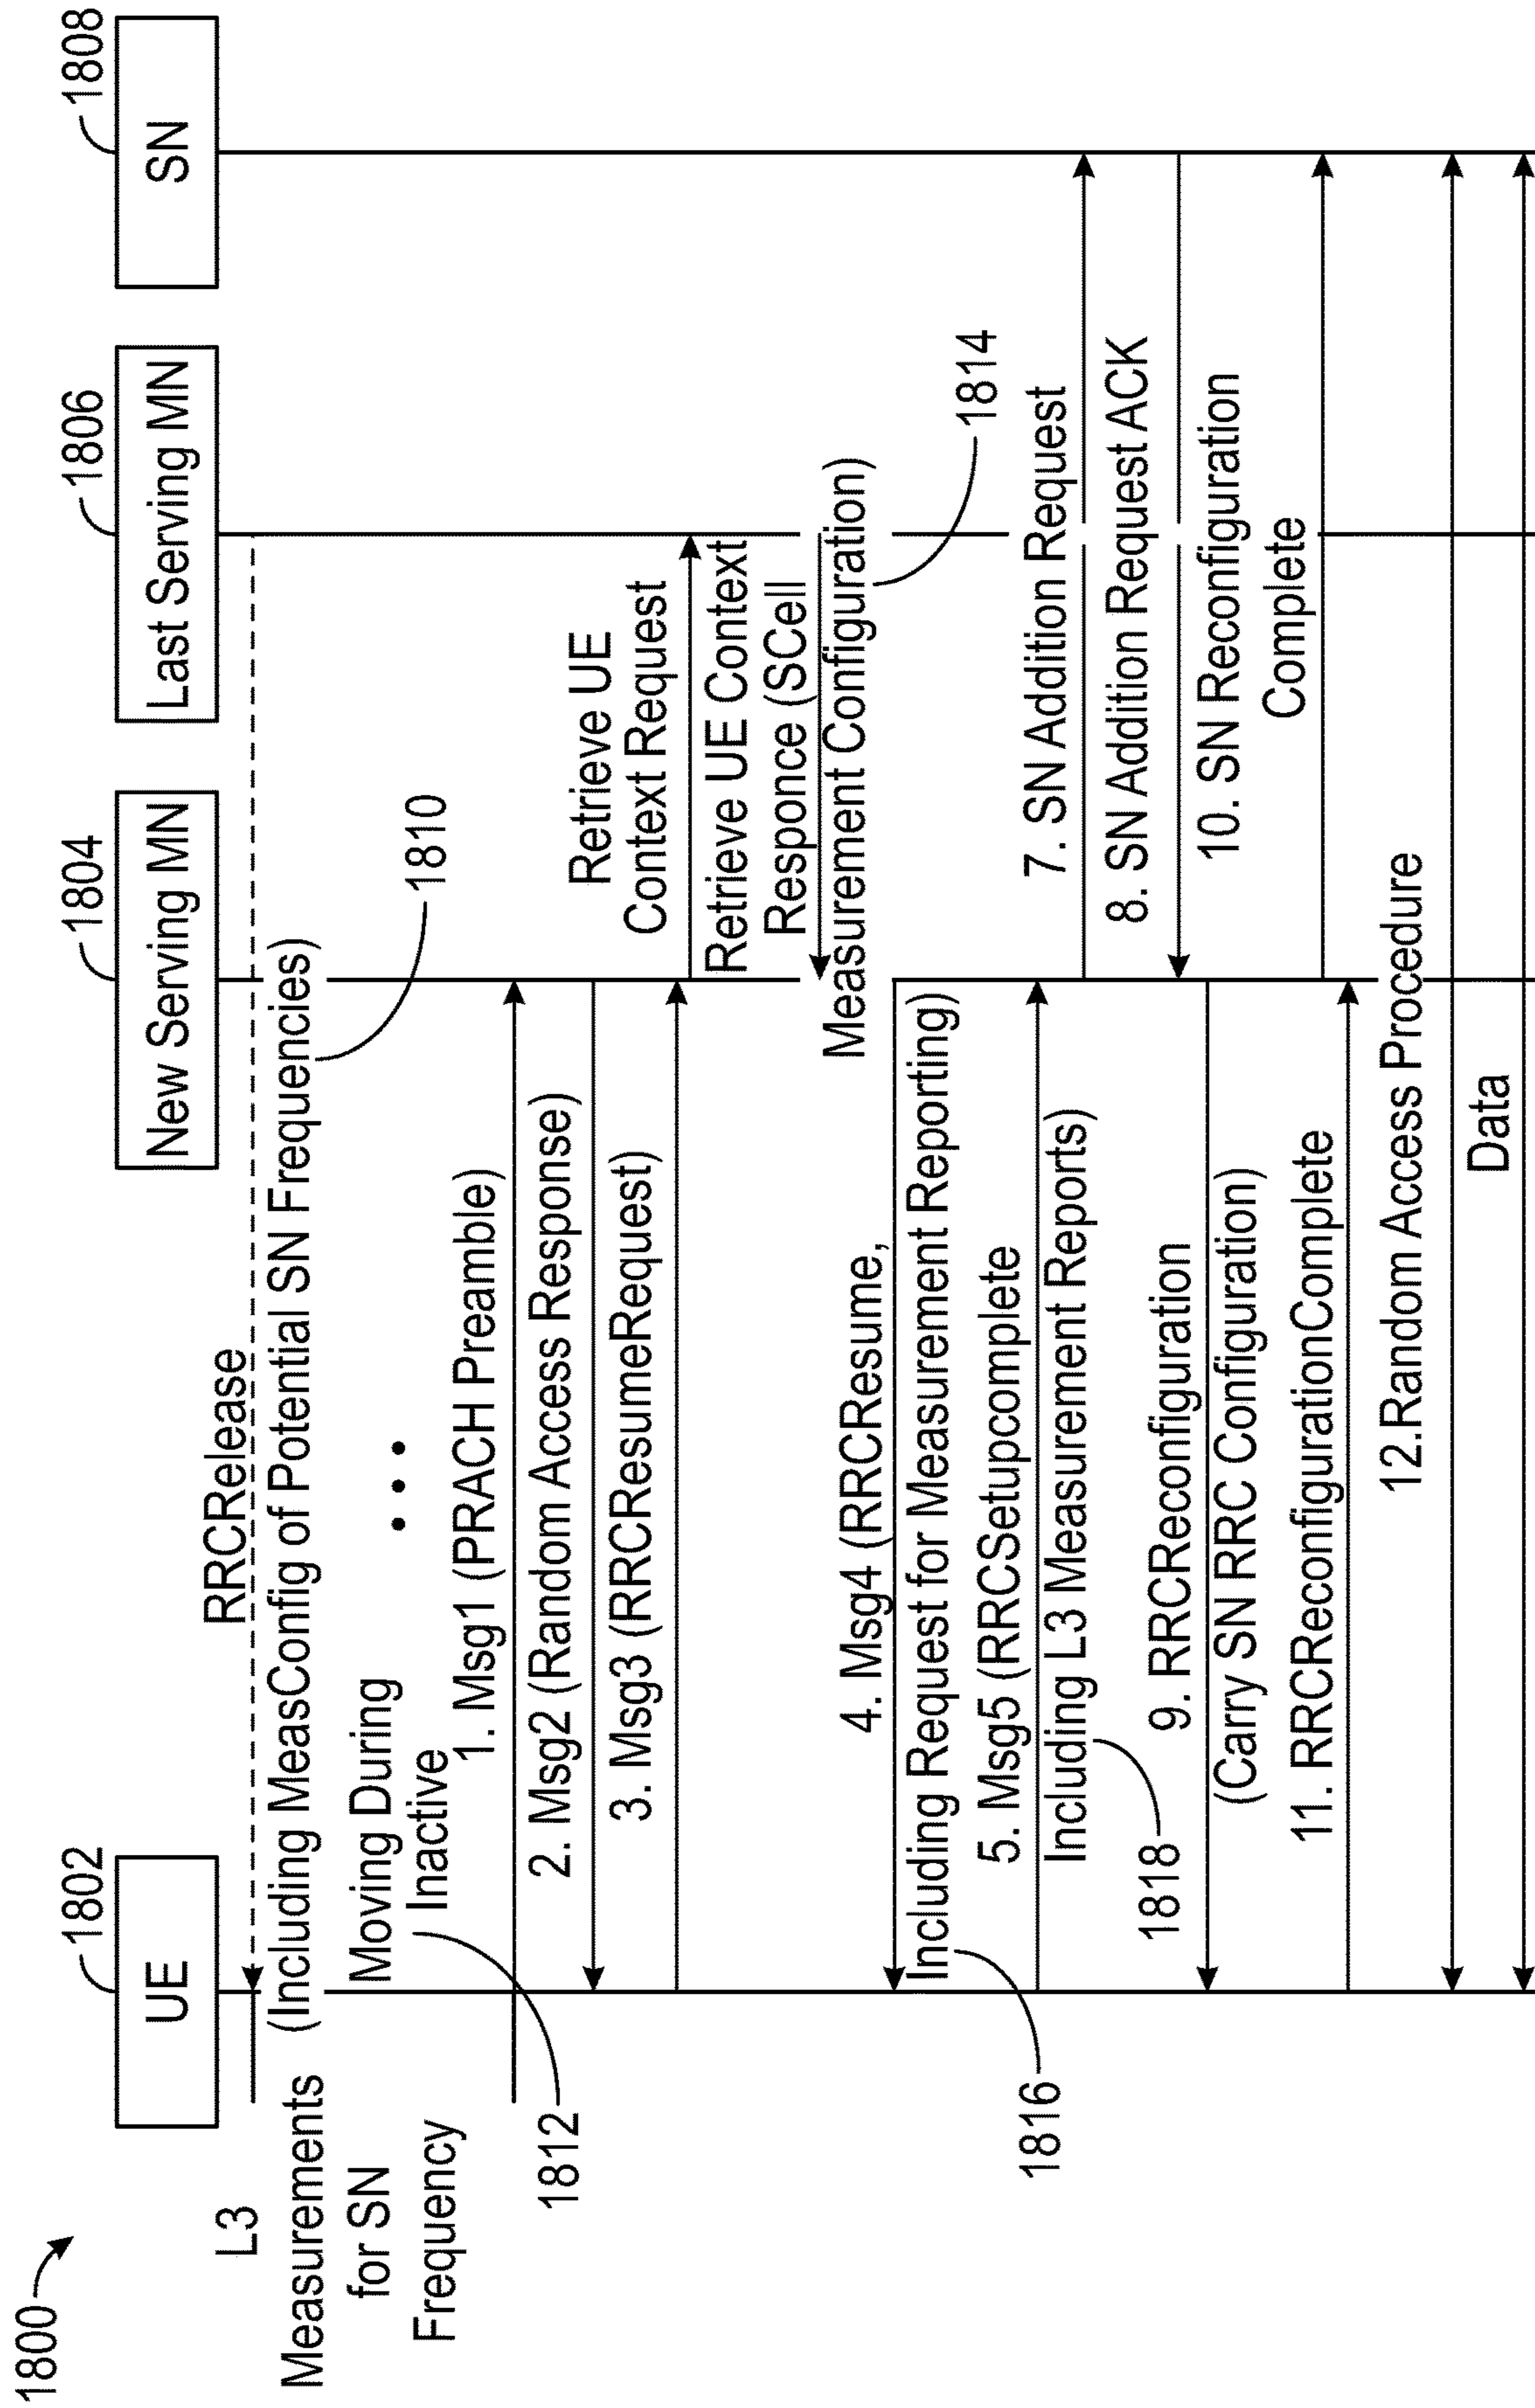 1800
1802
UE
1804
New Serving MN
1806
Last Serving MN
1808
SN
L3
Measurements
for SN
Frequency
RRCRelease
(Including MeasConfig of Potential SN Frequencies)
1810
Moving During
Inactive
• • •
1812
1. Msg1 (PRACH Preamble)
2. Msg2 (Random Access Response)
3. Msg3 (RRCResumeRequest)
Retrieve UE
Context Request
Retrieve UE Context
Responce (SCell
Measurement Configuration)
1814
4. Msg4 (RRCResume,
Including Request for Measurement Reporting)
1816
5. Msg5 (RRCSetupcomplete
Including L3 Measurement Reports)
1818
7. SN Addition Request
8. SN Addition Request ACK
9. RRCReconfiguration
(Carry SN RRC Configuration)
10. SN Reconfiguration
Complete
11. RRCReconfigurationComplete
12.Random Access Procedure
Data